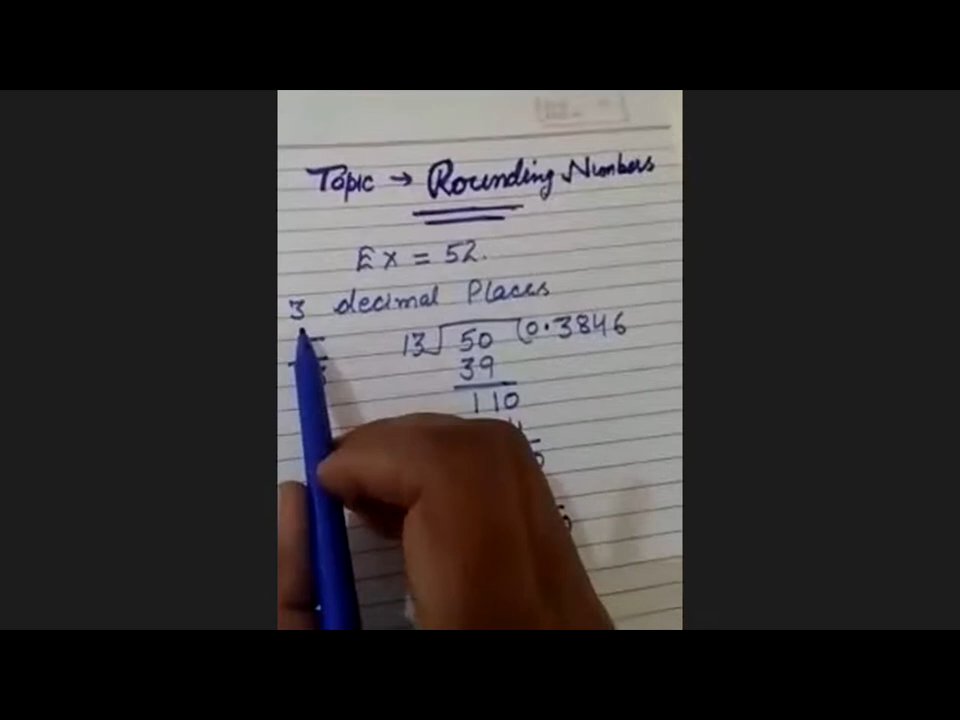 Topic → Rounding Numbers
Ex = 52.
3 decimal Places
13 50 0.3846
39
110